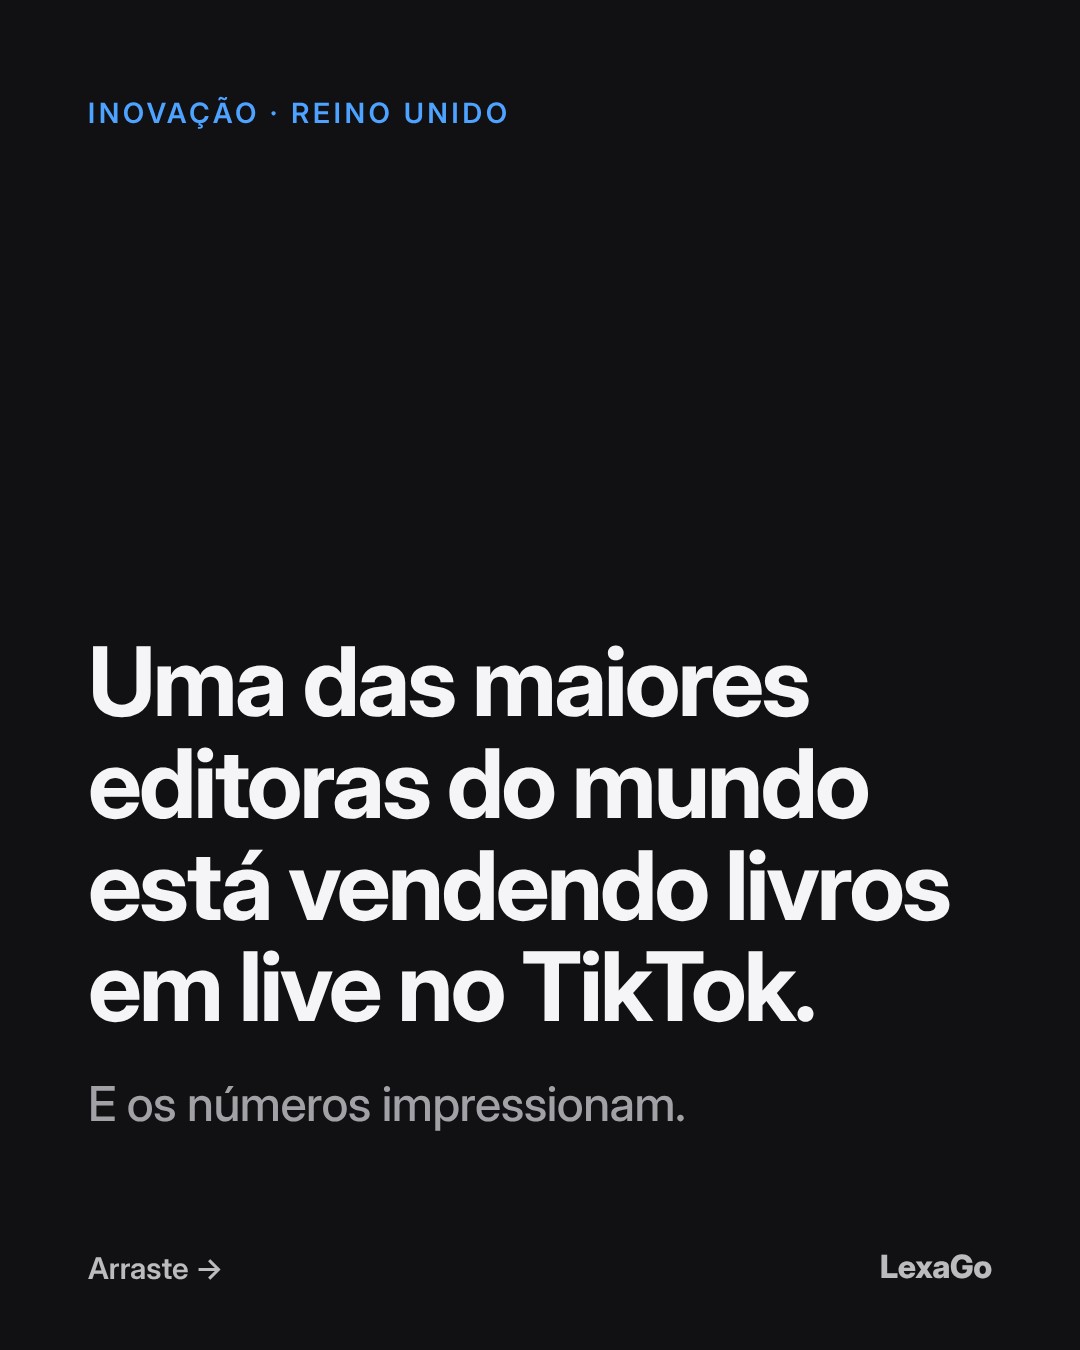 INOVAÇÃO · REINO UNIDO
Uma das maiores
editoras do mundo
está vendendo livros
em live no TikTok.
E os números impressionam.
Arraste →
LexaGo